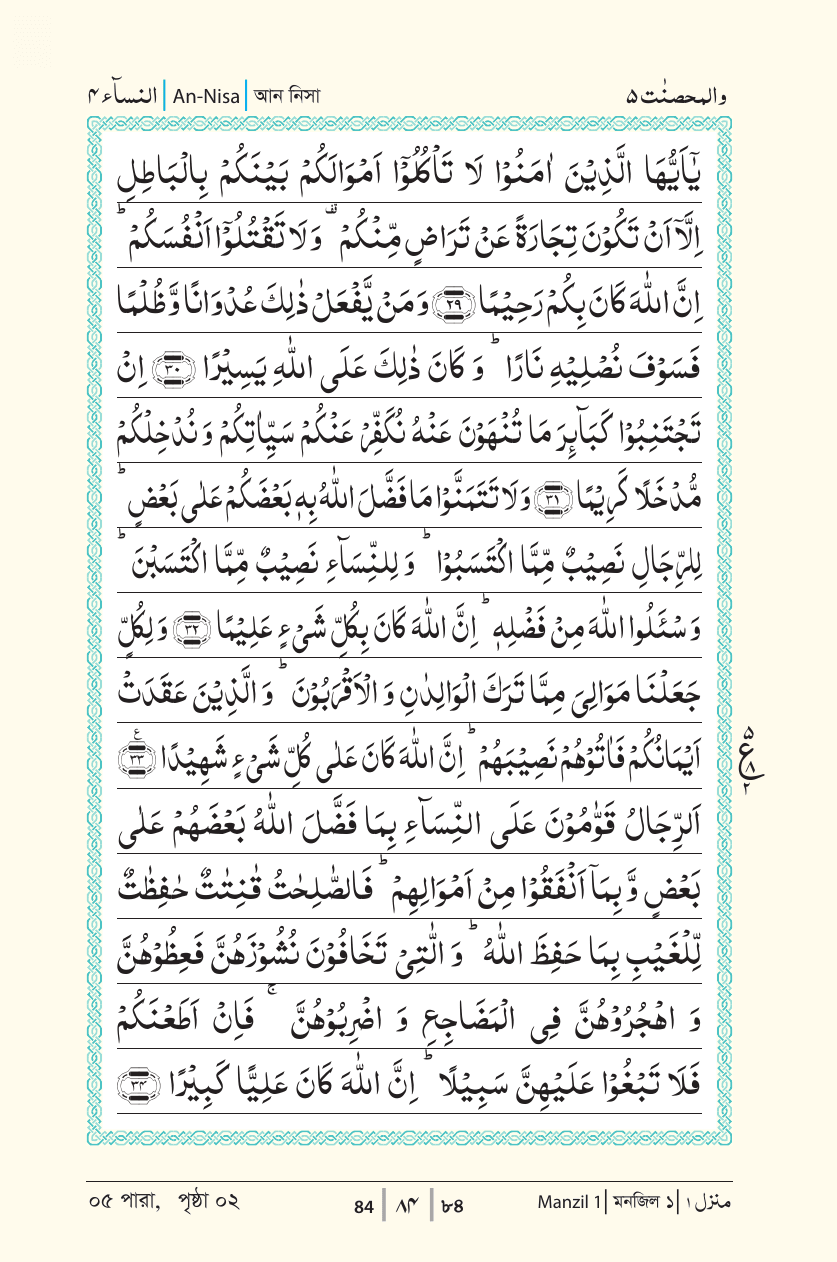 النسآء ۴ | An-Nisa | আন নিসা والمحصنٰت ۵
يٰۤاَيُّهَا الَّذِيْنَ اٰمَنُوْا لَا تَاْكُلُوْۤا اَمْوَالَكُمْ بَيْنَكُمْ بِالْبَاطِلِ
اِلَّاۤ اَنْ تَكُوْنَ تِجَارَةً عَنْ تَرَاضٍ مِّنْكُمْ ۫ وَلَا تَقْتُلُوْۤا اَنْفُسَكُمْ ؕ
اِنَّ اللّٰهَ كَانَ بِكُمْ رَحِيْمًا ﴿۲۹﴾ وَمَنْ يَّفْعَلْ ذٰلِكَ عُدْوَانًا وَّظُلْمًا
فَسَوْفَ نُصْلِيْهِ نَارًا ؕ وَ كَانَ ذٰلِكَ عَلَى اللّٰهِ يَسِيْرًا ﴿۳۰﴾ اِنْ
تَجْتَنِبُوْا كَبَآئِرَ مَا تُنْهَوْنَ عَنْهُ نُكَفِّرْ عَنْكُمْ سَيِّاٰتِكُمْ وَ نُدْخِلْكُمْ
مُّدْخَلًا كَرِيْمًا ﴿۳۱﴾ وَلَا تَتَمَنَّوْا مَا فَضَّلَ اللّٰهُ بِهٖ بَعْضَكُمْ عَلٰى بَعْضٍ ؕ
لِلرِّجَالِ نَصِيْبٌ مِّمَّا اكْتَسَبُوْا ؕ وَ لِلنِّسَآءِ نَصِيْبٌ مِّمَّا اكْتَسَبْنَ ؕ
وَ سْئَلُوا اللّٰهَ مِنْ فَضْلِهٖ ؕ اِنَّ اللّٰهَ كَانَ بِكُلِّ شَىْءٍ عَلِيْمًا ﴿۳۲﴾ وَ لِكُلٍّ
جَعَلْنَا مَوَالِىَ مِمَّا تَرَكَ الْوَالِدٰنِ وَ الْاَقْرَبُوْنَ ؕ وَ الَّذِيْنَ عَقَدَتْ
اَيْمَانُكُمْ فَاٰتُوْهُمْ نَصِيْبَهُمْ ؕ اِنَّ اللّٰهَ كَانَ عَلٰى كُلِّ شَىْءٍ شَهِيْدًا ﴿۳۳﴾ ع
۵ ع ۸ ۲
اَلرِّجَالُ قَوّٰمُوْنَ عَلَى النِّسَآءِ بِمَا فَضَّلَ اللّٰهُ بَعْضَهُمْ عَلٰى
بَعْضٍ وَّ بِمَاۤ اَنْفَقُوْا مِنْ اَمْوَالِهِمْ ؕ فَالصّٰلِحٰتُ قٰنِتٰتٌ حٰفِظٰتٌ
لِّلْغَيْبِ بِمَا حَفِظَ اللّٰهُ ؕ وَ الّٰتِىْ تَخَافُوْنَ نُشُوْزَهُنَّ فَعِظُوْهُنَّ
وَ اهْجُرُوْهُنَّ فِى الْمَضَاجِعِ وَ اضْرِبُوْهُنَّ ۚ فَاِنْ اَطَعْنَكُمْ
فَلَا تَبْغُوْا عَلَيْهِنَّ سَبِيْلًا ؕ اِنَّ اللّٰهَ كَانَ عَلِيًّا كَبِيْرًا ﴿۳۴﴾
০৫ পারা, পৃষ্ঠা ০২ 84 | ۸۴ | ৮৪ Manzil 1 | মনজিল ১ | منزل ۱